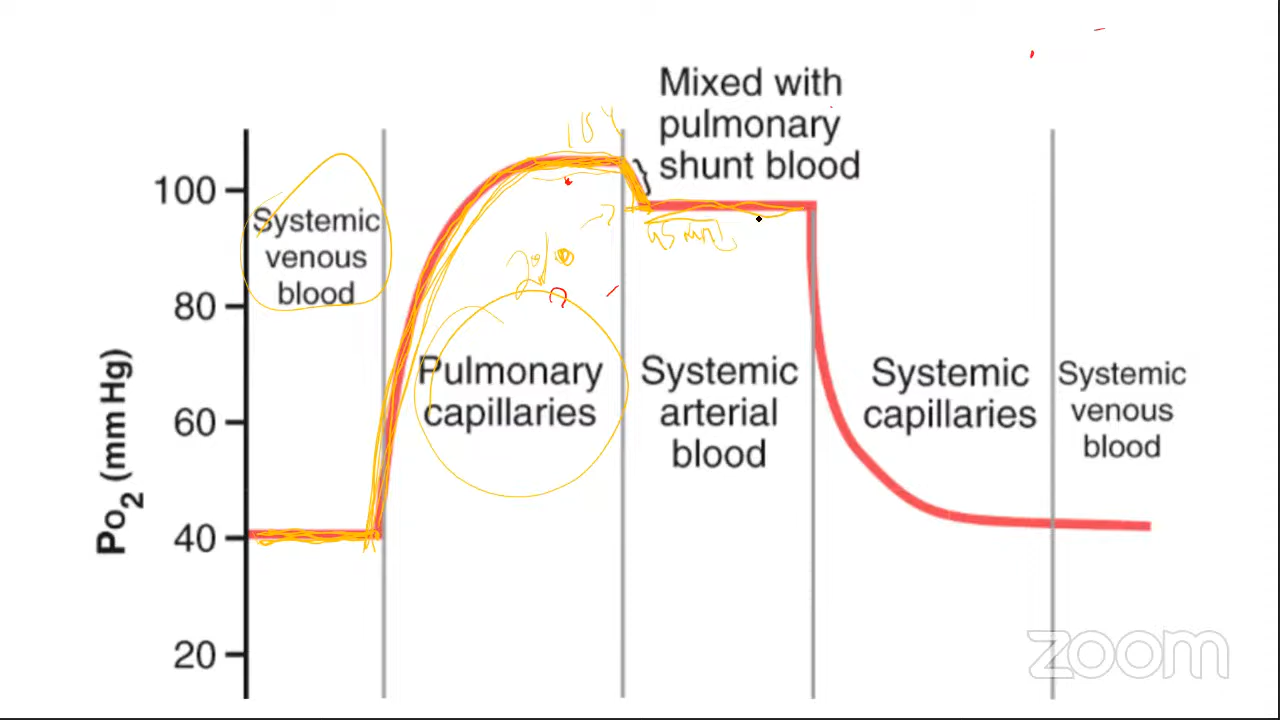 Mixed with
pulmonary
shunt blood
100
80
60
40
20
Po2 (mm Hg)
Systemic
venous
blood
Pulmonary
capillaries
Systemic
arterial
blood
Systemic
capillaries
Systemic
venous
blood
zoom